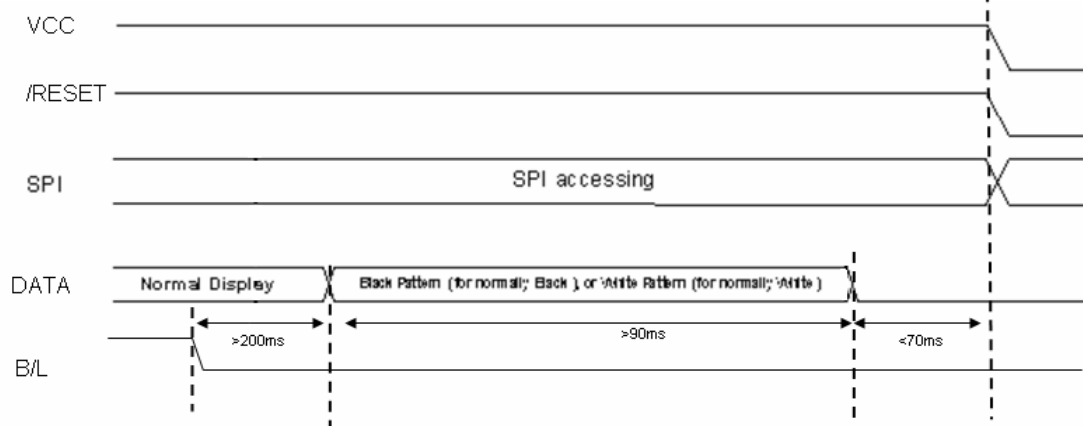 VCC
/RESET
SPI
SPI accessing
DATA
Normal Display
Black Pattern (for normally Back ), or White Pattern (for normally White )
>200ms
>90ms
<70ms
B/L